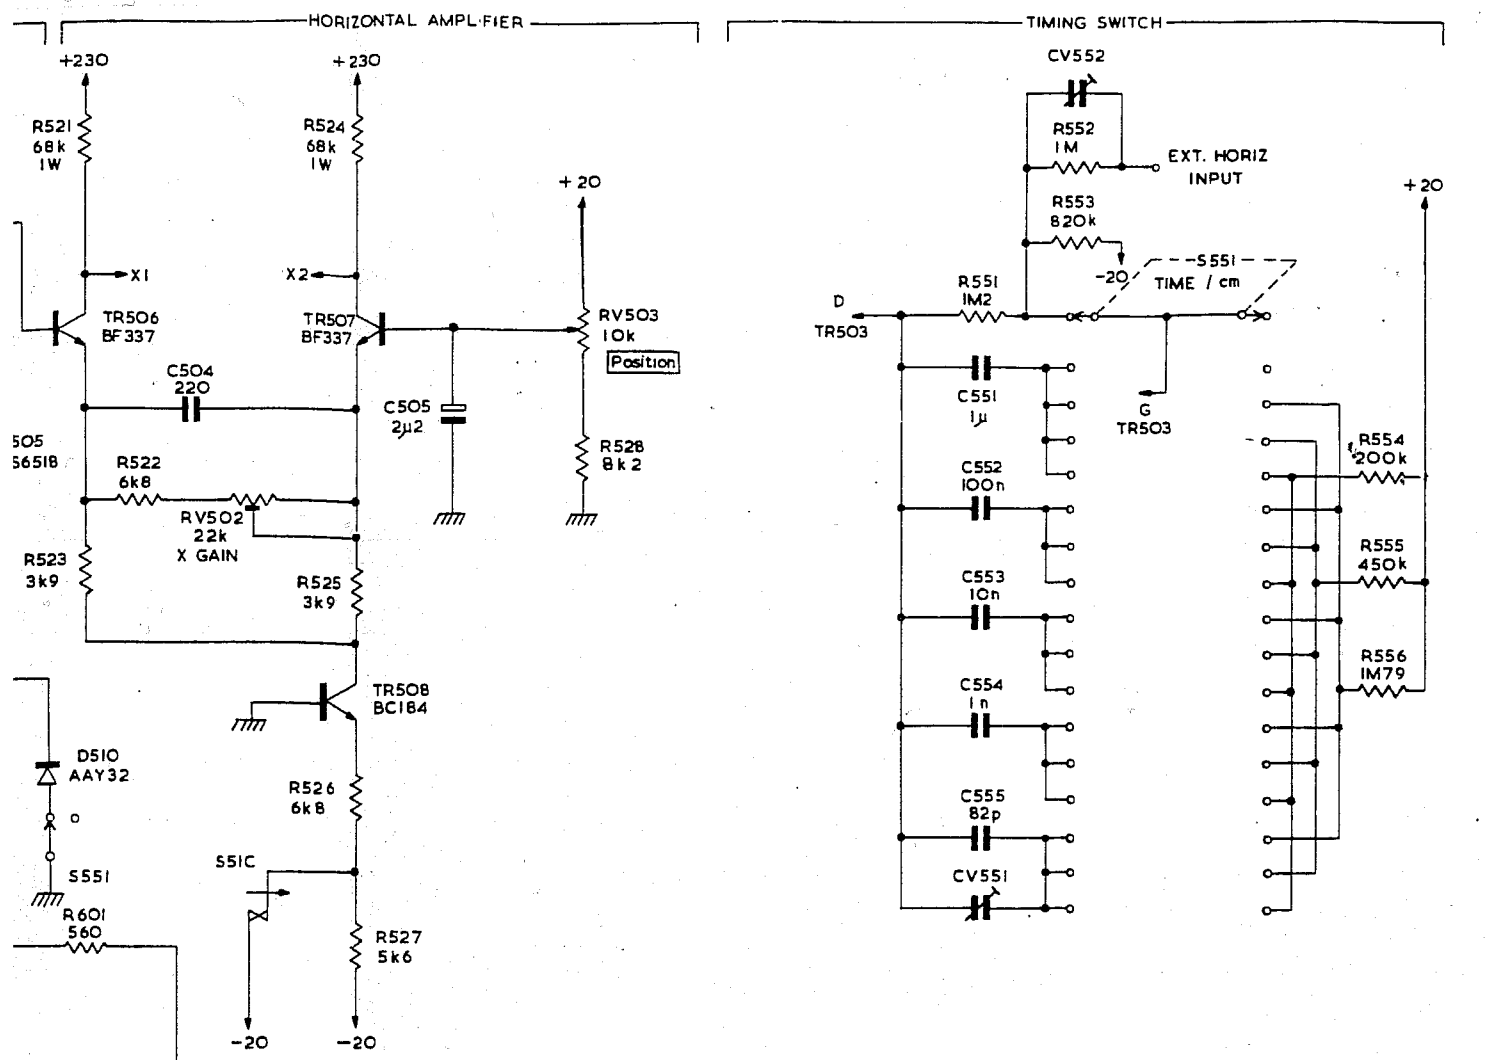 HORIZONTAL AMPLIFIER
TIMING SWITCH
+230
+230
R521
68k
1W
R524
68k
1W
+20
X1
X2
TR506
BF337
TR507
BF337
RV503
10k
Position
C504
220
C505
2µ2
R528
8k2
505
S651B
R522
6k8
RV502
22k
X GAIN
R523
3k9
R525
3k9
TR508
BC184
D510
AAY32
R526
6k8
S51C
S551
R601
560
R527
5k6
-20
-20
CV552
R552
1M
EXT. HORIZ
INPUT
+20
R553
820k
-20
S551
TIME / cm
R551
1M2
D
TR503
C551
1µ
G
TR503
R554
200k
C552
100n
R555
450k
C553
10n
R556
1M79
C554
1n
C555
82p
CV551